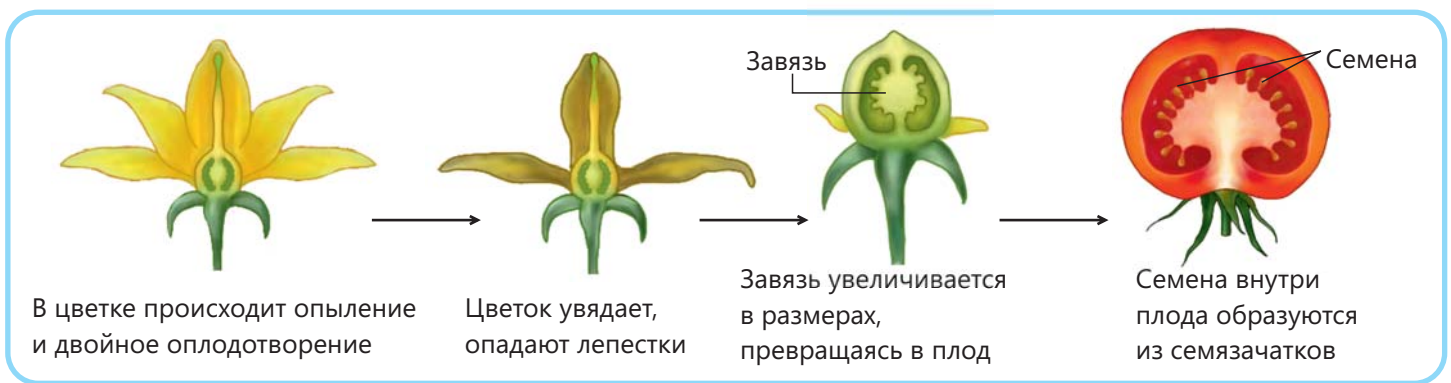 Завязь
Семена
В цветке происходит опыление
и двойное оплодотворение
Цветок увядает,
опадают лепестки
Завязь увеличивается
в размерах,
превращаясь в плод
Семена внутри
плода образуются
из семязачатков